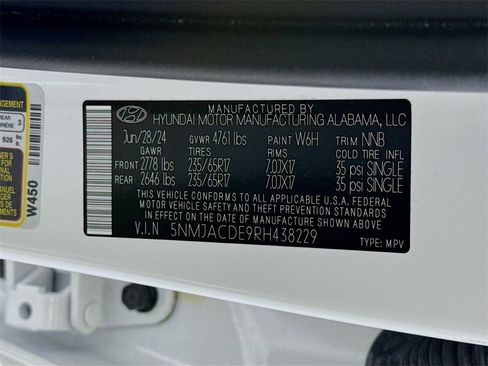 MANUFACTURED BY
HYUNDAI MOTOR MANUFACTURING ALABAMA, LLC
Jun/28/24 GVWR 4761 lbs PAINT W6H TRIM NNB
GAWR TIRES RIMS COLD TIRE INFL
FRONT 2778 lbs 235/65R17 7.0JX17 35 psi SINGLE
REAR 2646 lbs 235/65R17 7.0JX17 35 psi SINGLE
THIS VEHICLE CONFORMS TO ALL APPLICABLE FEDERAL
MOTOR VEHICLE SAFETY AND THEFT PREVENTION STANDARDS
IN EFFECT ON THE DATE OF MANUFACTURE SHOWN ABOVE
V.I.N 5NMJACDE9RH438229 TYPE: MPV
REAR 3
926
W450